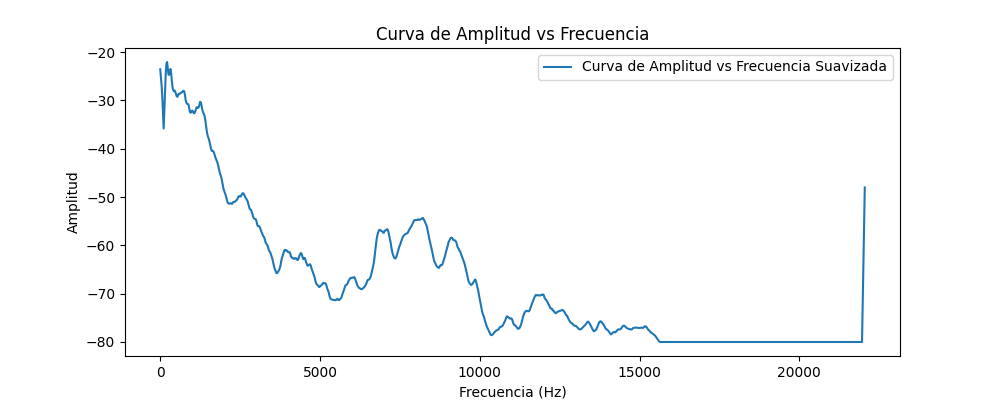 Curva de Amplitud vs Frecuencia
Curva de Amplitud vs Frecuencia Suavizada
Amplitud
−20
−30
−40
−50
−60
−70
−80
0 5000 10000 15000 20000
Frecuencia (Hz)